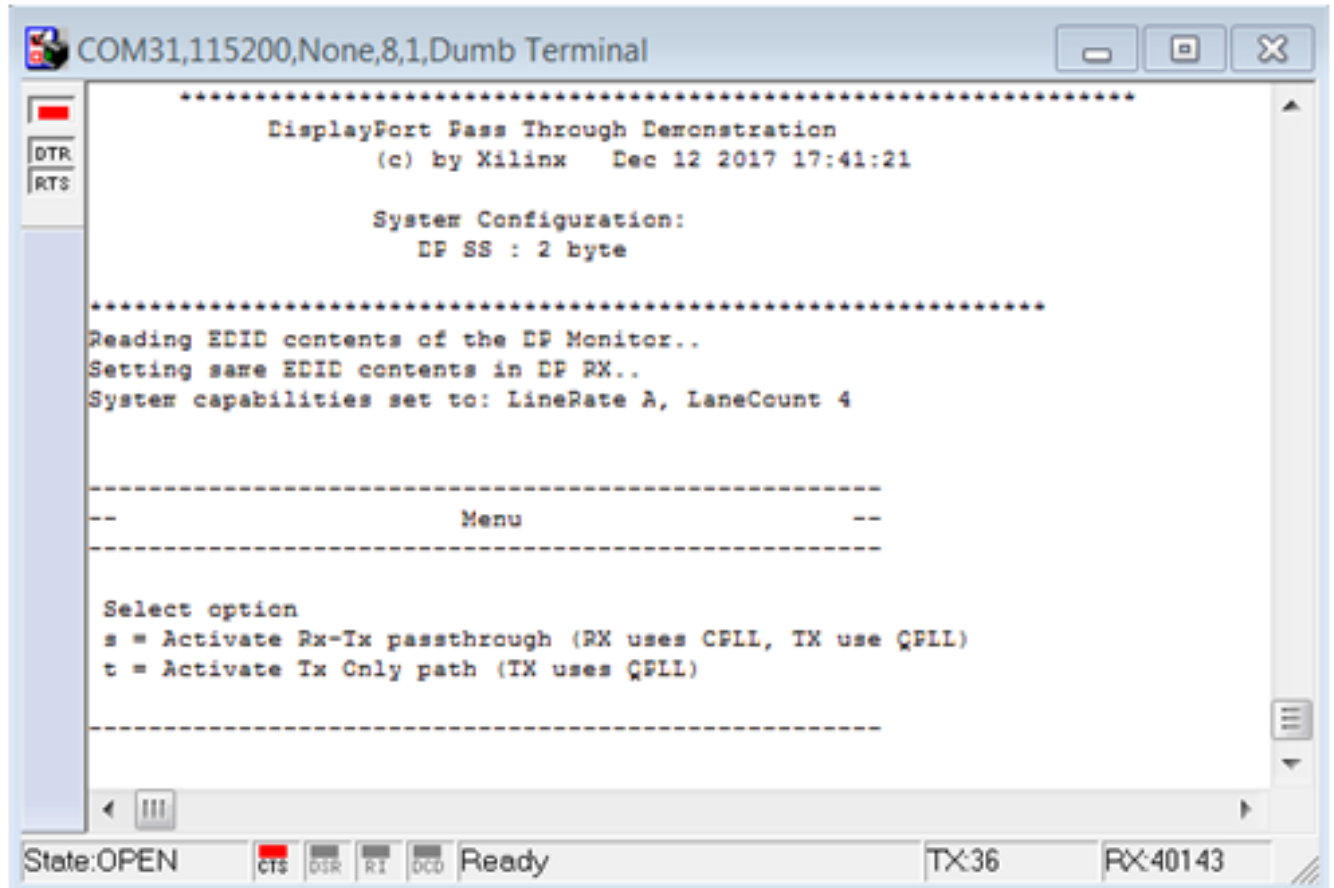 COM31,115200,None,8,1,Dumb Terminal
*****************************************************************
DTR
RTS
DisplayPort Pass Through Demonstration
(c) by Xilinx Dec 12 2017 17:41:21
System Configuration:
DP SS : 2 byte
*****************************************************************
Reading EDID contents of the DP Monitor..
Setting same EDID contents in DP RX..
System capabilities set to: LineRate A, LaneCount 4
-----------------------------------------------------
-- Menu --
-----------------------------------------------------
Select option
s = Activate Rx-Tx passthrough (RX uses CPLL, TX use QPLL)
t = Activate Tx Only path (TX uses QPLL)
-----------------------------------------------------
State:OPEN CTS DSR RI DCD Ready TX:36 RX:40143